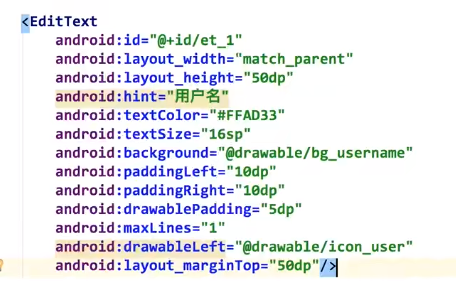 <EditText
android:id="@+id/et_1"
android:layout_width="match_parent"
android:layout_height="50dp"
android:hint="用户名"
android:textColor="#FFAD33"
android:textSize="16sp"
android:background="@drawable/bg_username"
android:paddingLeft="10dp"
android:paddingRight="10dp"
android:drawablePadding="5dp"
android:maxLines="1"
android:drawableLeft="@drawable/icon_user"
android:layout_marginTop="50dp"/>